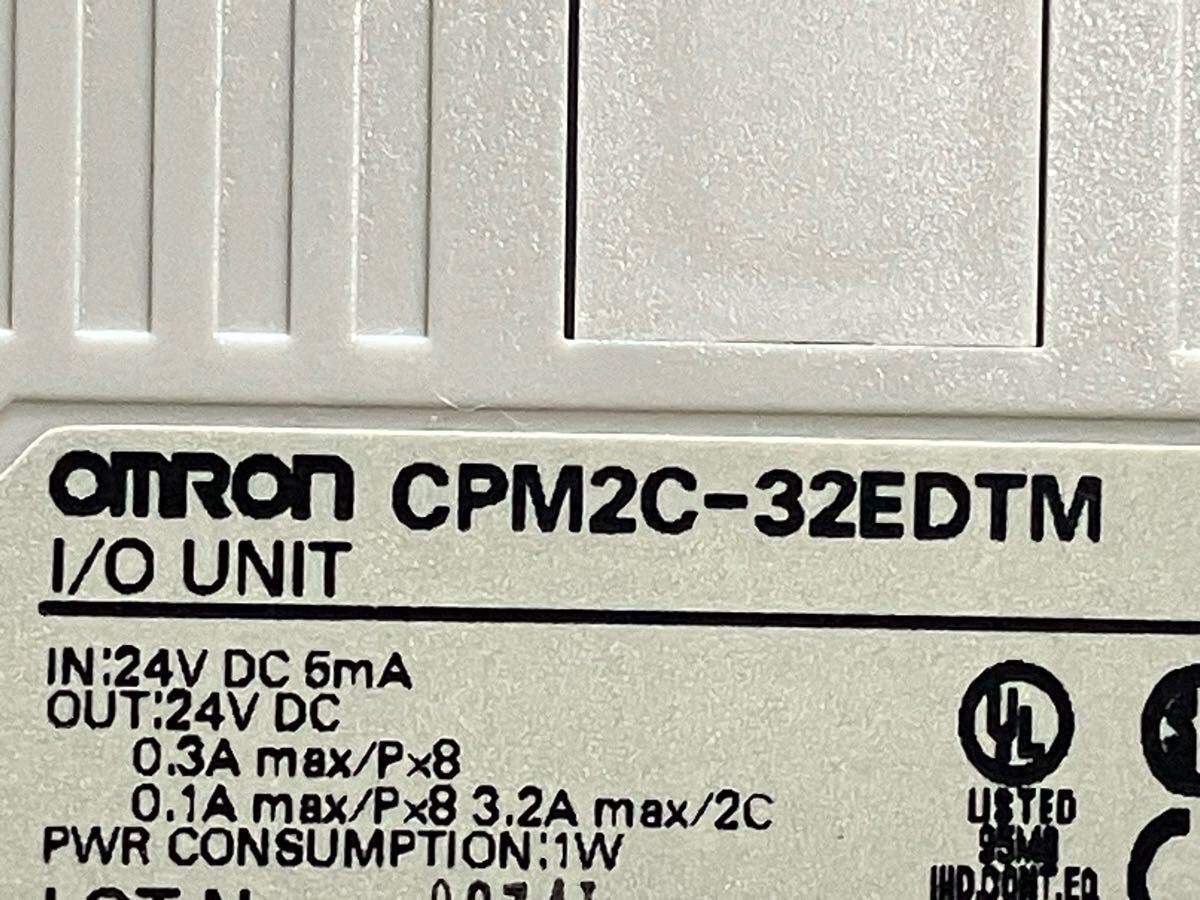 OMRON CPM2C-32EDTM
I/O UNIT
IN:24V DC 5mA
OUT:24V DC
0.3A max/P×8
0.1A max/P×8 3.2A max/2C
PWR CONSUMPTION:1W
UL
LISTED
IND.CONT.EQ